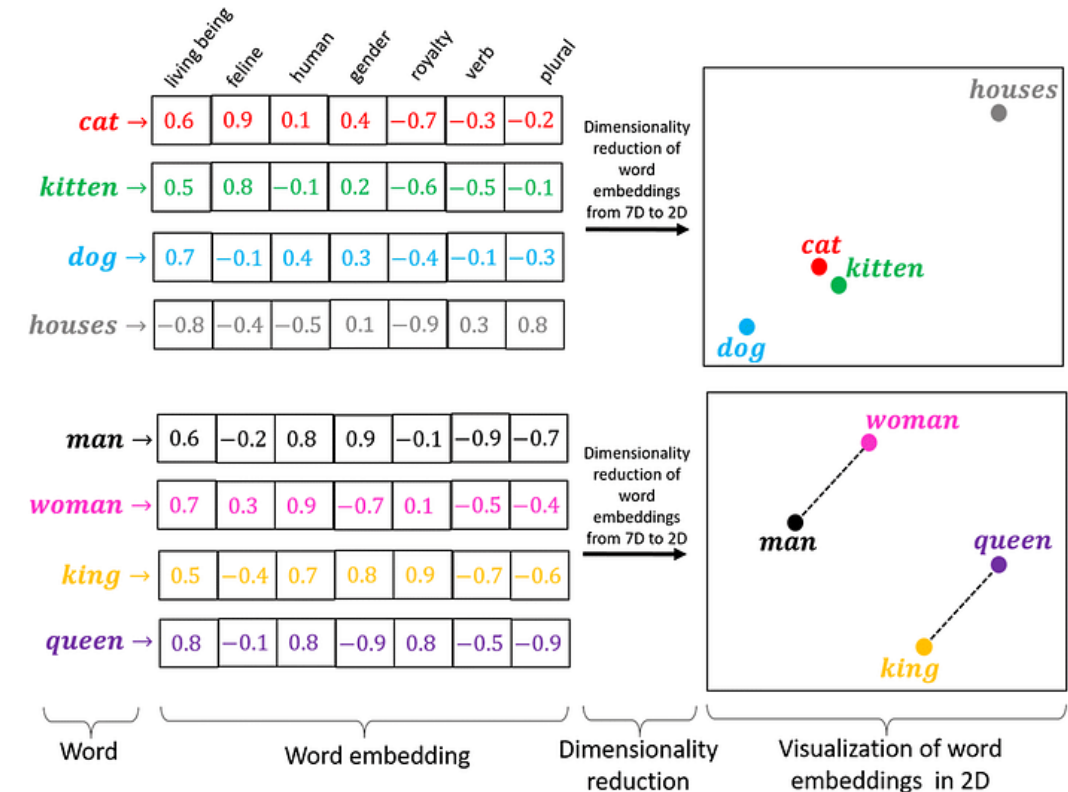 living being feline human gender royalty verb plural
cat → 0.6 0.9 0.1 0.4 −0.7 −0.3 −0.2
kitten → 0.5 0.8 −0.1 0.2 −0.6 −0.5 −0.1
dog → 0.7 −0.1 0.4 0.3 −0.4 −0.1 −0.3
houses → −0.8 −0.4 −0.5 0.1 −0.9 0.3 0.8
Dimensionality
reduction of
word
embeddings
from 7D to 2D
houses
cat
kitten
dog
man → 0.6 −0.2 0.8 0.9 −0.1 −0.9 −0.7
woman → 0.7 0.3 0.9 −0.7 0.1 −0.5 −0.4
king → 0.5 −0.4 0.7 0.8 0.9 −0.7 −0.6
queen → 0.8 −0.1 0.8 −0.9 0.8 −0.5 −0.9
Dimensionality
reduction of
word
embeddings
from 7D to 2D
woman
man
queen
king
Word
Word embedding
Dimensionality
reduction
Visualization of word
embeddings in 2D